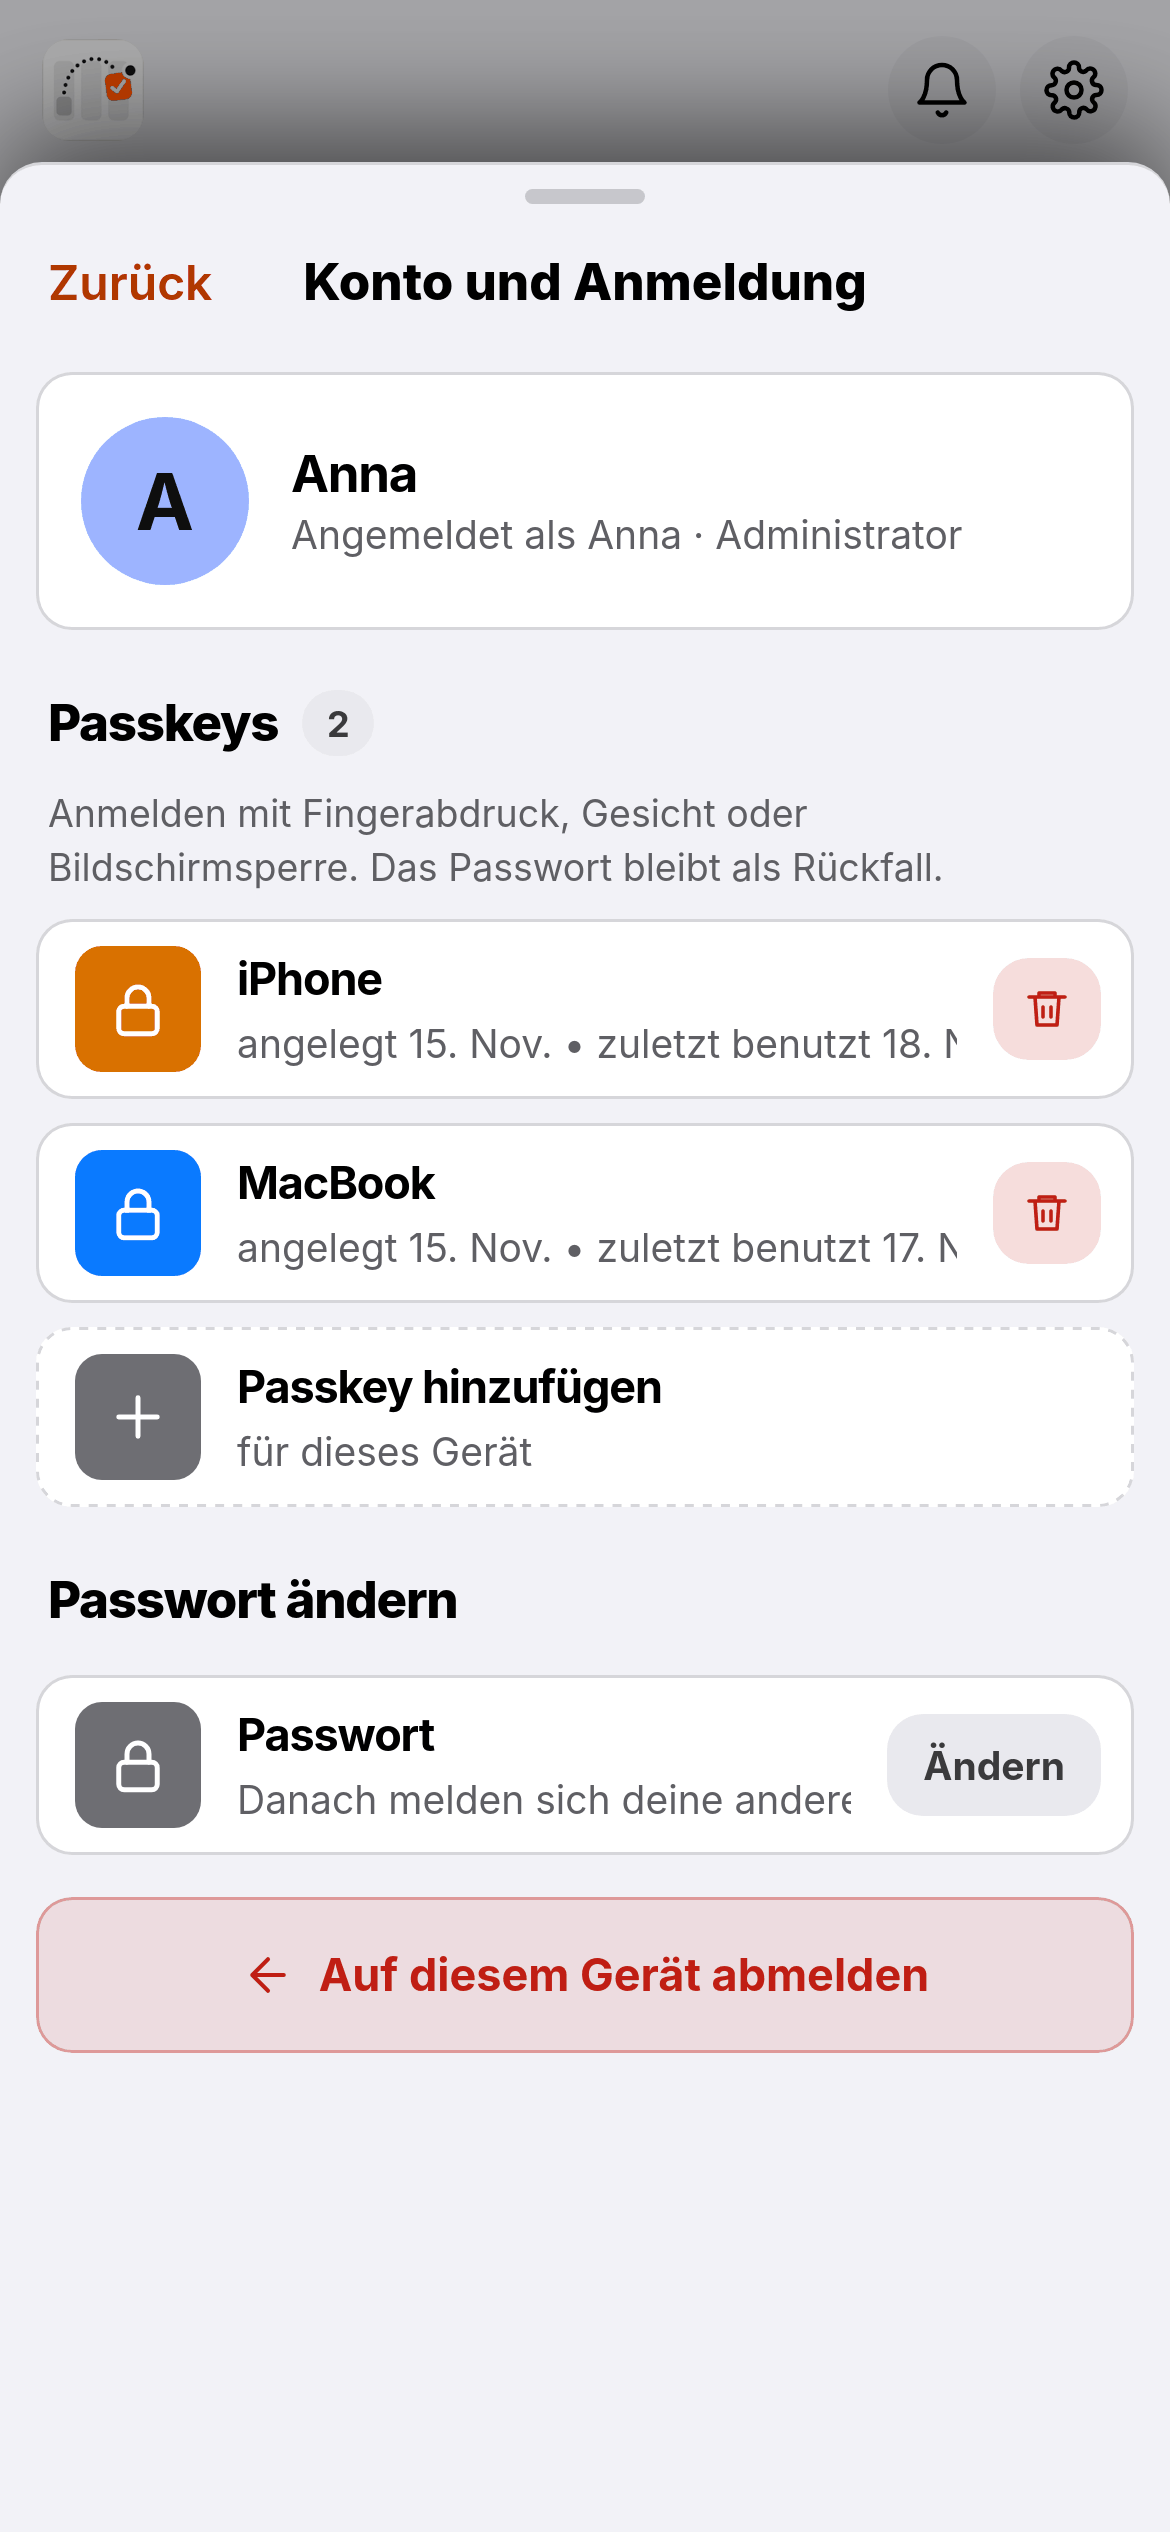 Zurück
Konto und Anmeldung
A
Anna
Angemeldet als Anna · Administrator
Passkeys 2
Anmelden mit Fingerabdruck, Gesicht oder
Bildschirmsperre. Das Passwort bleibt als Rückfall.
iPhone
angelegt 15. Nov. • zuletzt benutzt 18.
MacBook
angelegt 15. Nov. • zuletzt benutzt 17.
Passkey hinzufügen
für dieses Gerät
Passwort ändern
Passwort
Danach melden sich deine andere
Ändern
Auf diesem Gerät abmelden